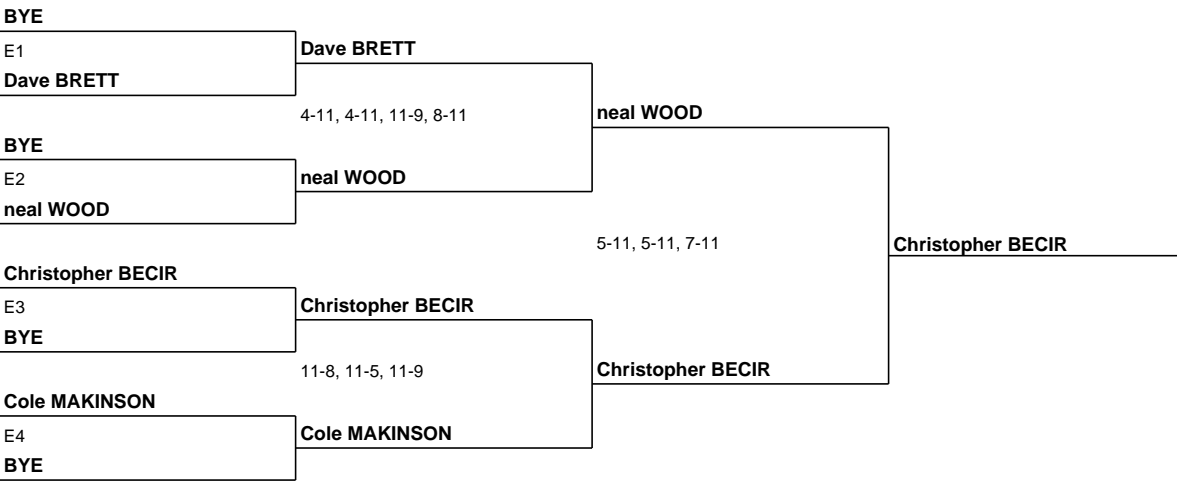 BYE
E1
Dave BRETT
Dave BRETT
4-11, 4-11, 11-9, 8-11
neal WOOD
BYE
E2
neal WOOD
neal WOOD
5-11, 5-11, 7-11
Christopher BECIR
Christopher BECIR
E3
Christopher BECIR
BYE
11-8, 11-5, 11-9
Christopher BECIR
Cole MAKINSON
E4
Cole MAKINSON
BYE